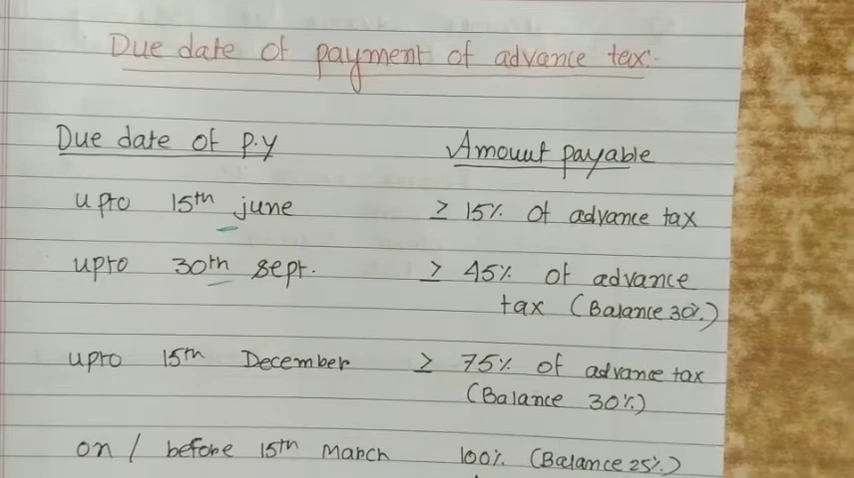 Due date of payment of advance tax:-
Due date of p.y Amount payable
upto 15th june ≥ 15% of advance tax
upto 30th sept. ≥ 45% of advance
tax (Balance 30%)
upto 15th December ≥ 75% of advance tax
(Balance 30%)
on / before 15th March 100% (Balance 25%)